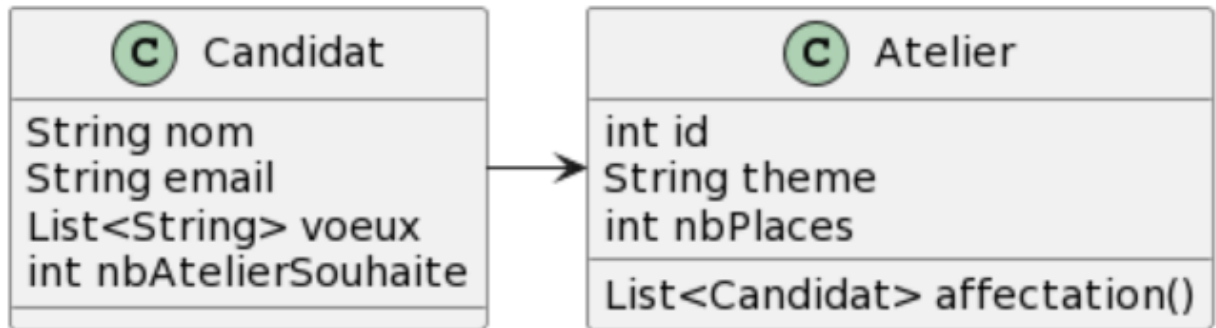 C Candidat
String nom
String email
List<String> voeux
int nbAtelierSouhaite
C Atelier
int id
String theme
int nbPlaces
List<Candidat> affectation()